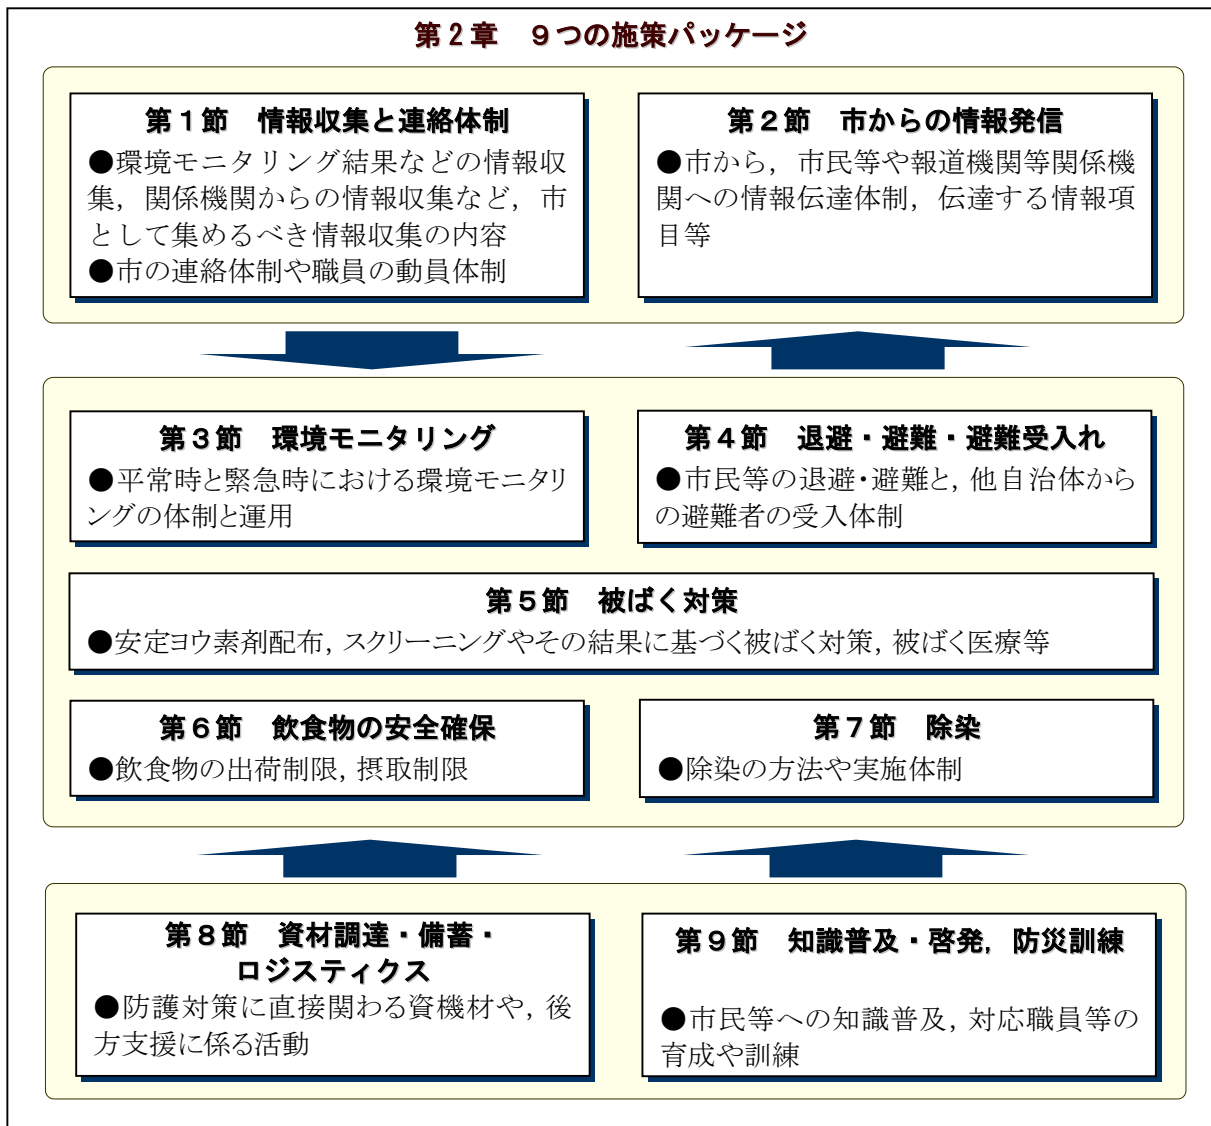 第２章　９つの施策パッケージ
第１節　情報収集と連絡体制
●環境モニタリング結果などの情報収
集，関係機関からの情報収集など，市
として集めるべき情報収集の内容
●市の連絡体制や職員の動員体制
第２節　市からの情報発信
●市から，市民等や報道機関等関係機
関への情報伝達体制，伝達する情報項
目等
第３節　環境モニタリング
●平常時と緊急時における環境モニタリ
ングの体制と運用
第４節　退避・避難・避難受入れ
●市民等の退避・避難と，他自治体から
の避難者の受入体制
第５節　被ばく対策
●安定ヨウ素剤配布，スクリーニングやその結果に基づく被ばく対策，被ばく医療等
第６節　飲食物の安全確保
●飲食物の出荷制限，摂取制限
第７節　除染
●除染の方法や実施体制
第８節　資材調達・備蓄・
ロジスティクス
●防護対策に直接関わる資機材や，後
方支援に係る活動
第９節　知識普及・啓発，防災訓練
●市民等への知識普及，対応職員等の
育成や訓練